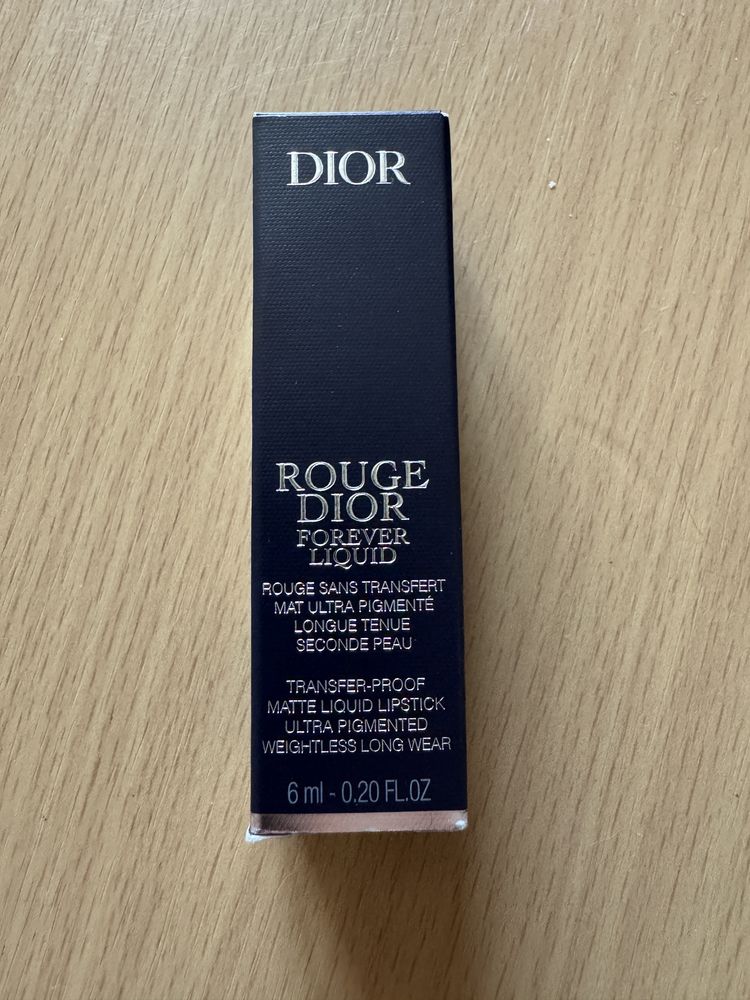 DIOR
ROUGE
DIOR
FOREVER
LIQUID
ROUGE SANS TRANSFERT
MAT ULTRA PIGMENTÉ
LONGUE TENUE
SECONDE PEAU
TRANSFER-PROOF
MATTE LIQUID LIPSTICK
ULTRA PIGMENTED
WEIGHTLESS LONG WEAR
6 ml - 0.20 FL.OZ